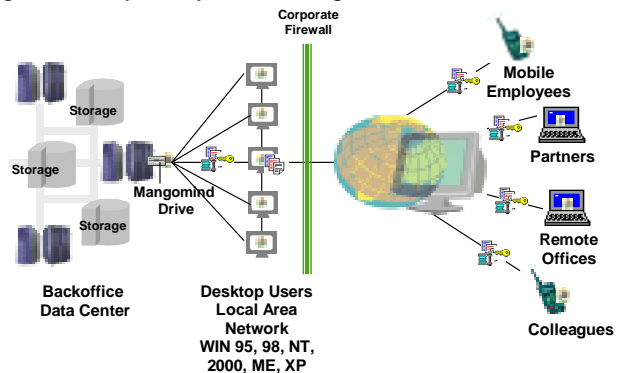 Corporate
Firewall
Mobile
Employees
Storage
Storage
Storage
Mangomind
Drive
Partners
Remote
Offices
Colleagues
Backoffice
Data Center
Desktop Users
Local Area
Network
WIN 95, 98, NT,
2000, ME, XP